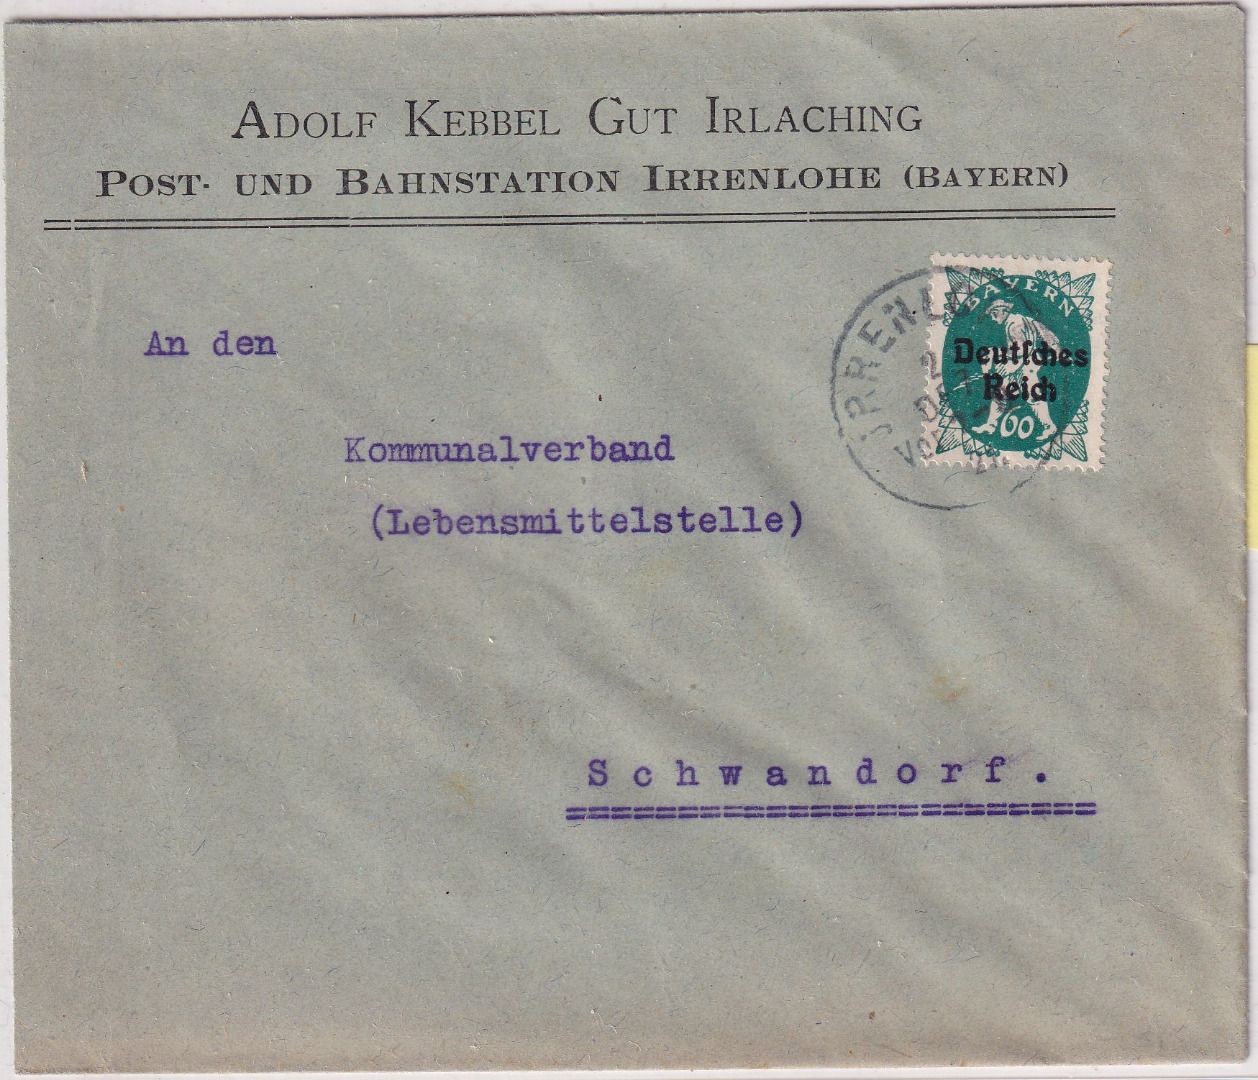 ADOLF KEBBEL GUT IRLACHING
POST- UND BAHNSTATION IRRENLOHE (BAYERN)
BAYERN
Deutsches
Reich
60
An den
Kommunalverband
(Lebensmittelstelle)
Schwandorf.